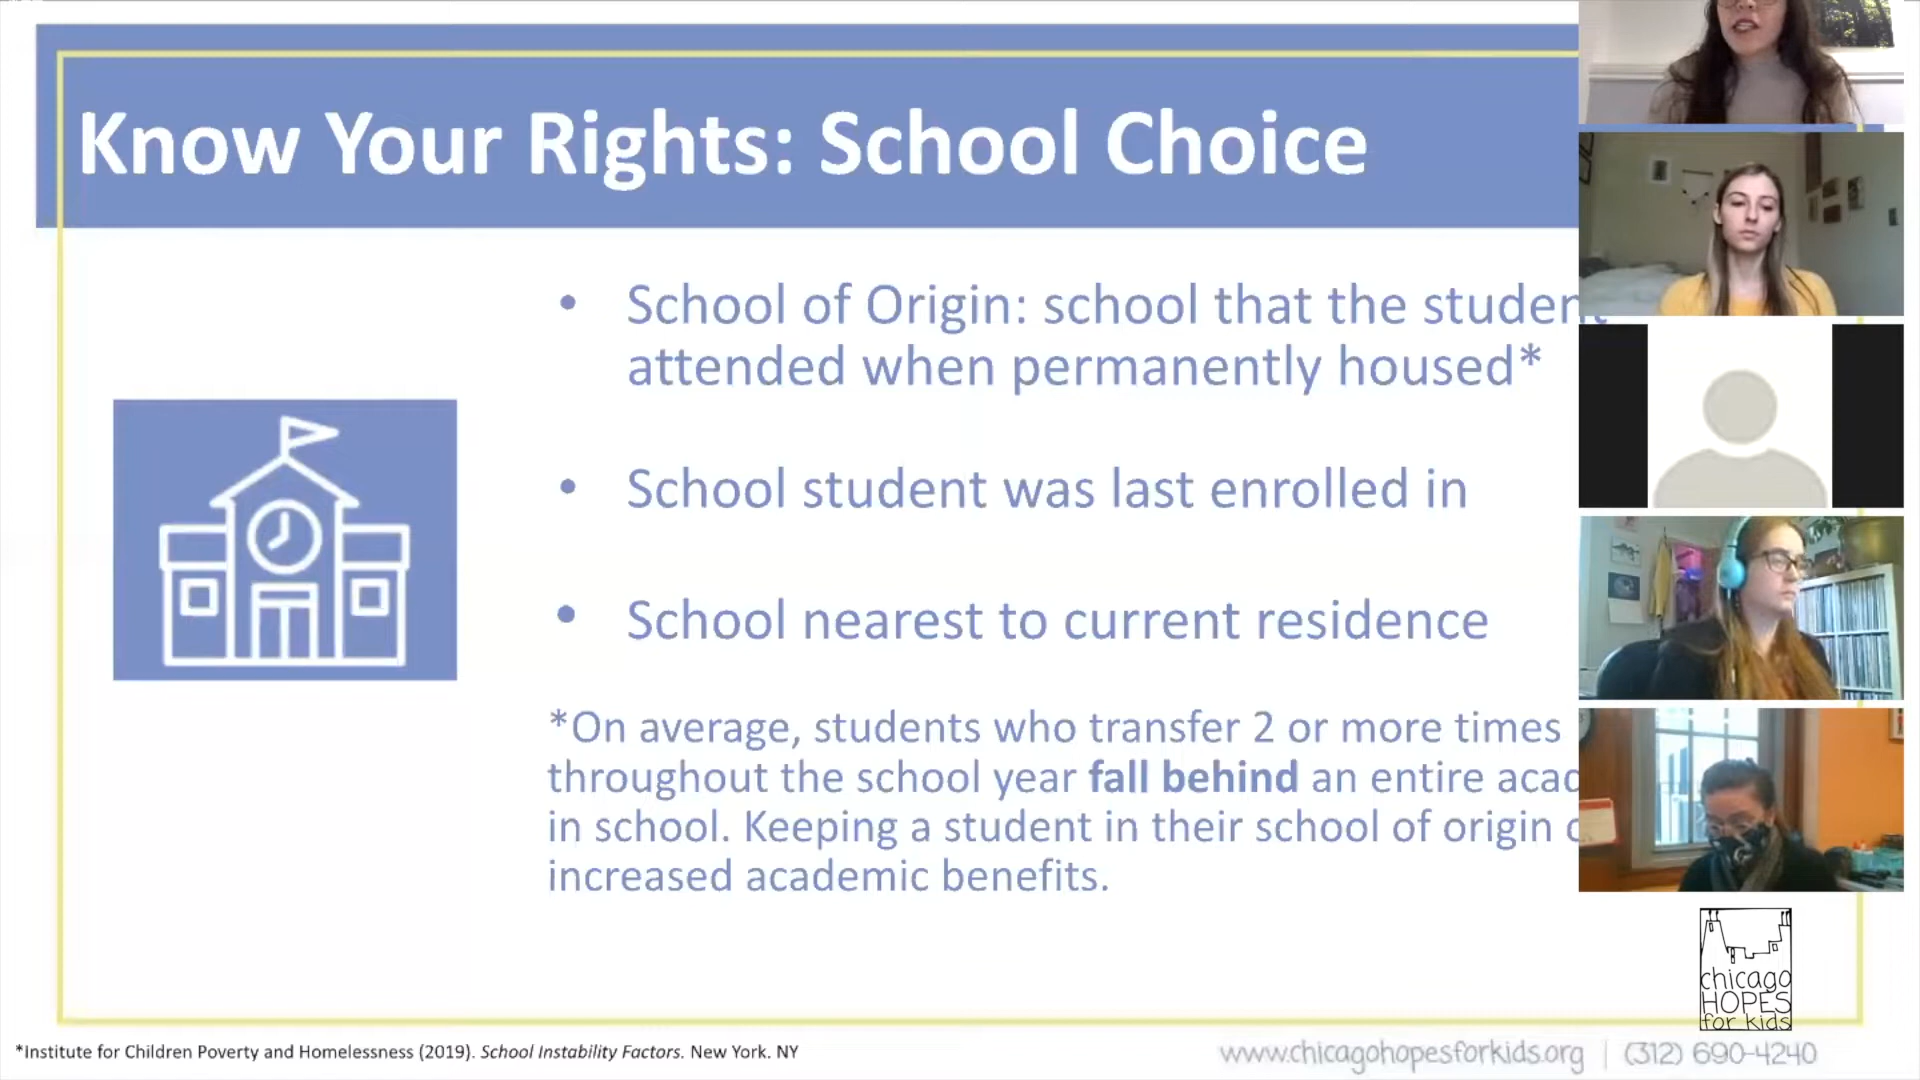 Know Your Rights: School Choice
• School of Origin: school that the student
attended when permanently housed*
• School student was last enrolled in
• School nearest to current residence
*On average, students who transfer 2 or more times
throughout the school year fall behind an entire
in school. Keeping a student in their school of origin
increased academic benefits.
chicago
HOPES
for kids
*Institute for Children Poverty and Homelessness (2019). School Instability Factors. New York. NY
www.chicagohopesforkids.org | (312) 690-4240